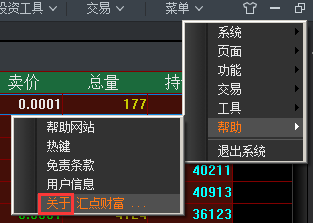 投资工具 交易 菜单
卖价 总量 持
0.0001 177
系统
页面
功能
交易
工具
帮助
退出系统
帮助网站
热键
免责条款
用户信息
关于 汇点财富 ...
40211
40913
36123